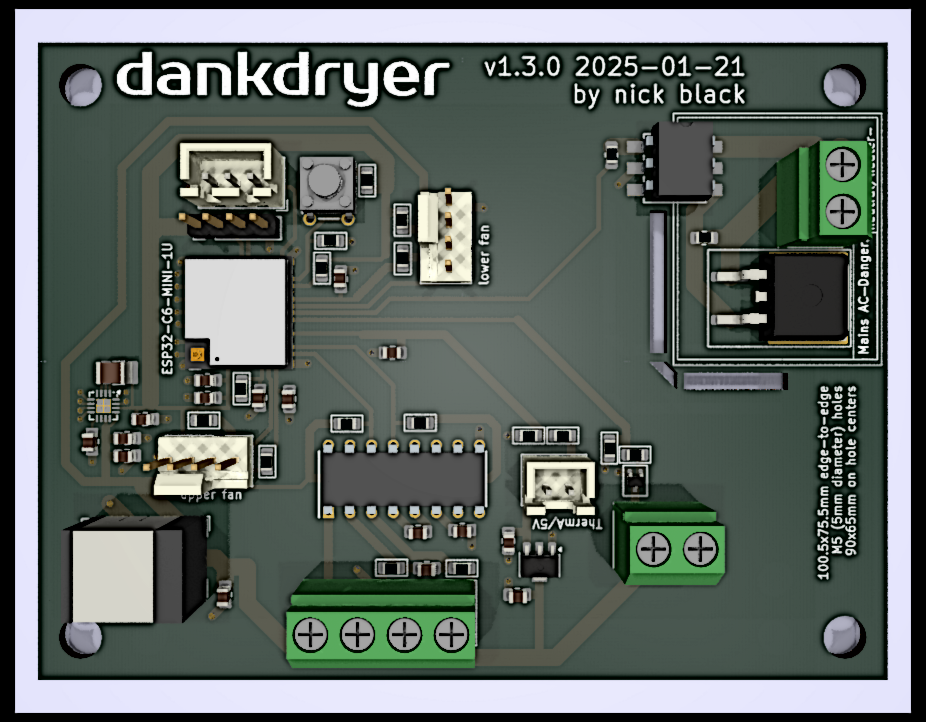 dankdryer
v1.3.0 2025-01-21
by nick black
lower fan
ESP32-C6-MINI-1U
Mains AC-Danger.
upper fan
ThermA/5V
100.5x75.5mm edge-to-edge
M5 (5mm diameter) holes
90x65mm on hole centers